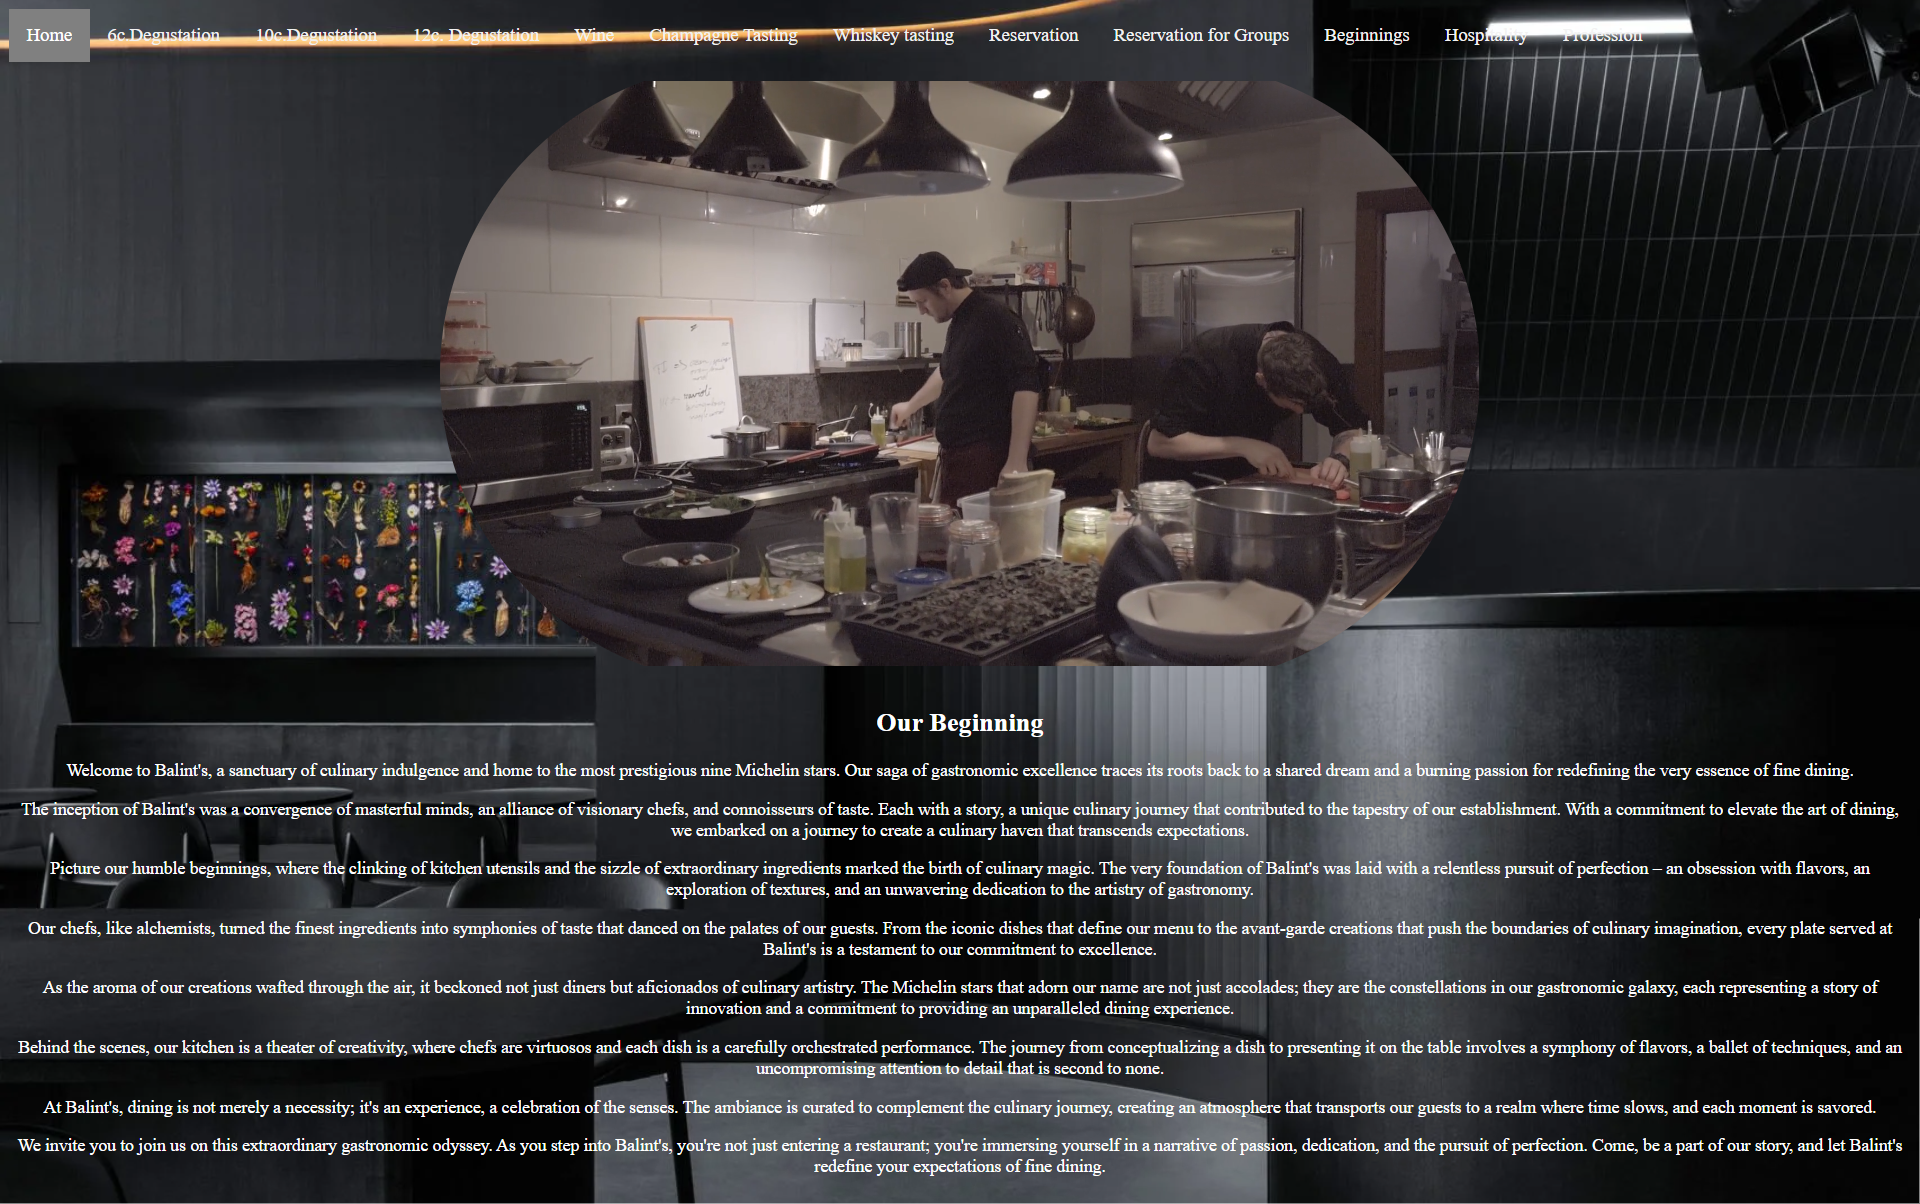 Home 6c.Degustation 10c.Degustation 12c. Degustation Wine Champagne Tasting Whiskey tasting Reservation Reservation for Groups Beginnings Hospitality Profession
ravioli
Our Beginning
Welcome to Balint's, a sanctuary of culinary indulgence and home to the most prestigious nine Michelin stars. Our saga of gastronomic excellence traces its roots back to a shared dream and a burning passion for redefining the very essence of fine dining.
The inception of Balint's was a convergence of masterful minds, an alliance of visionary chefs, and connoisseurs of taste. Each with a story, a unique culinary journey that contributed to the tapestry of our establishment. With a commitment to elevate the art of dining,
we embarked on a journey to create a culinary haven that transcends expectations.
Picture our humble beginnings, where the clinking of kitchen utensils and the sizzle of extraordinary ingredients marked the birth of culinary magic. The very foundation of Balint's was laid with a relentless pursuit of perfection – an obsession with flavors, an
exploration of textures, and an unwavering dedication to the artistry of gastronomy.
Our chefs, like alchemists, turned the finest ingredients into symphonies of taste that danced on the palates of our guests. From the iconic dishes that define our menu to the avant-garde creations that push the boundaries of culinary imagination, every plate served at
Balint's is a testament to our commitment to excellence.
As the aroma of our creations wafted through the air, it beckoned not just diners but aficionados of culinary artistry. The Michelin stars that adorn our name are not just accolades; they are the constellations in our gastronomic galaxy, each representing a story of
innovation and a commitment to providing an unparalleled dining experience.
Behind the scenes, our kitchen is a theater of creativity, where chefs are virtuosos and each dish is a carefully orchestrated performance. The journey from conceptualizing a dish to presenting it on the table involves a symphony of flavors, a ballet of techniques, and an
uncompromising attention to detail that is second to none.
At Balint's, dining is not merely a necessity; it's an experience, a celebration of the senses. The ambiance is curated to complement the culinary journey, creating an atmosphere that transports our guests to a realm where time slows, and each moment is savored.
We invite you to join us on this extraordinary gastronomic odyssey. As you step into Balint's, you're not just entering a restaurant; you're immersing yourself in a narrative of passion, dedication, and the pursuit of perfection. Come, be a part of our story, and let Balint's
redefine your expectations of fine dining.